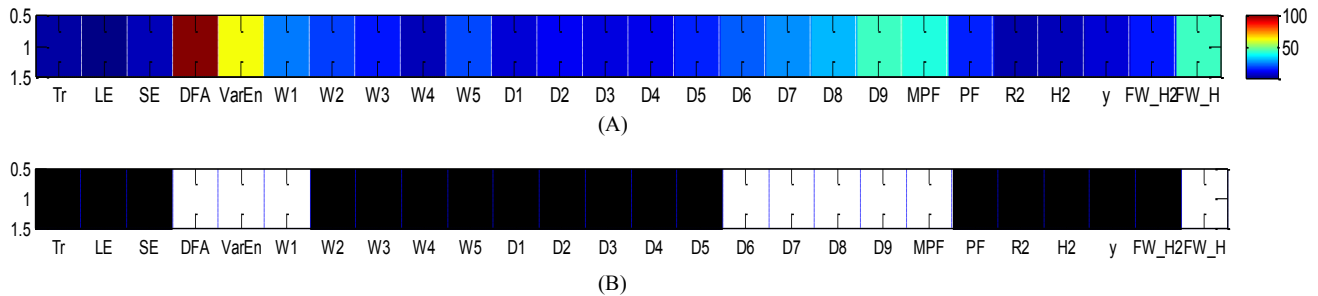 0.5
1
1.5
100
50
Tr LE SE DFA VarEn W1 W2 W3 W4 W5 D1 D2 D3 D4 D5 D6 D7 D8 D9 MPF PF R2 H2 y FW_H2 FW_H
(A)
0.5
1
1.5
Tr LE SE DFA VarEn W1 W2 W3 W4 W5 D1 D2 D3 D4 D5 D6 D7 D8 D9 MPF PF R2 H2 y FW_H2 FW_H
(B)